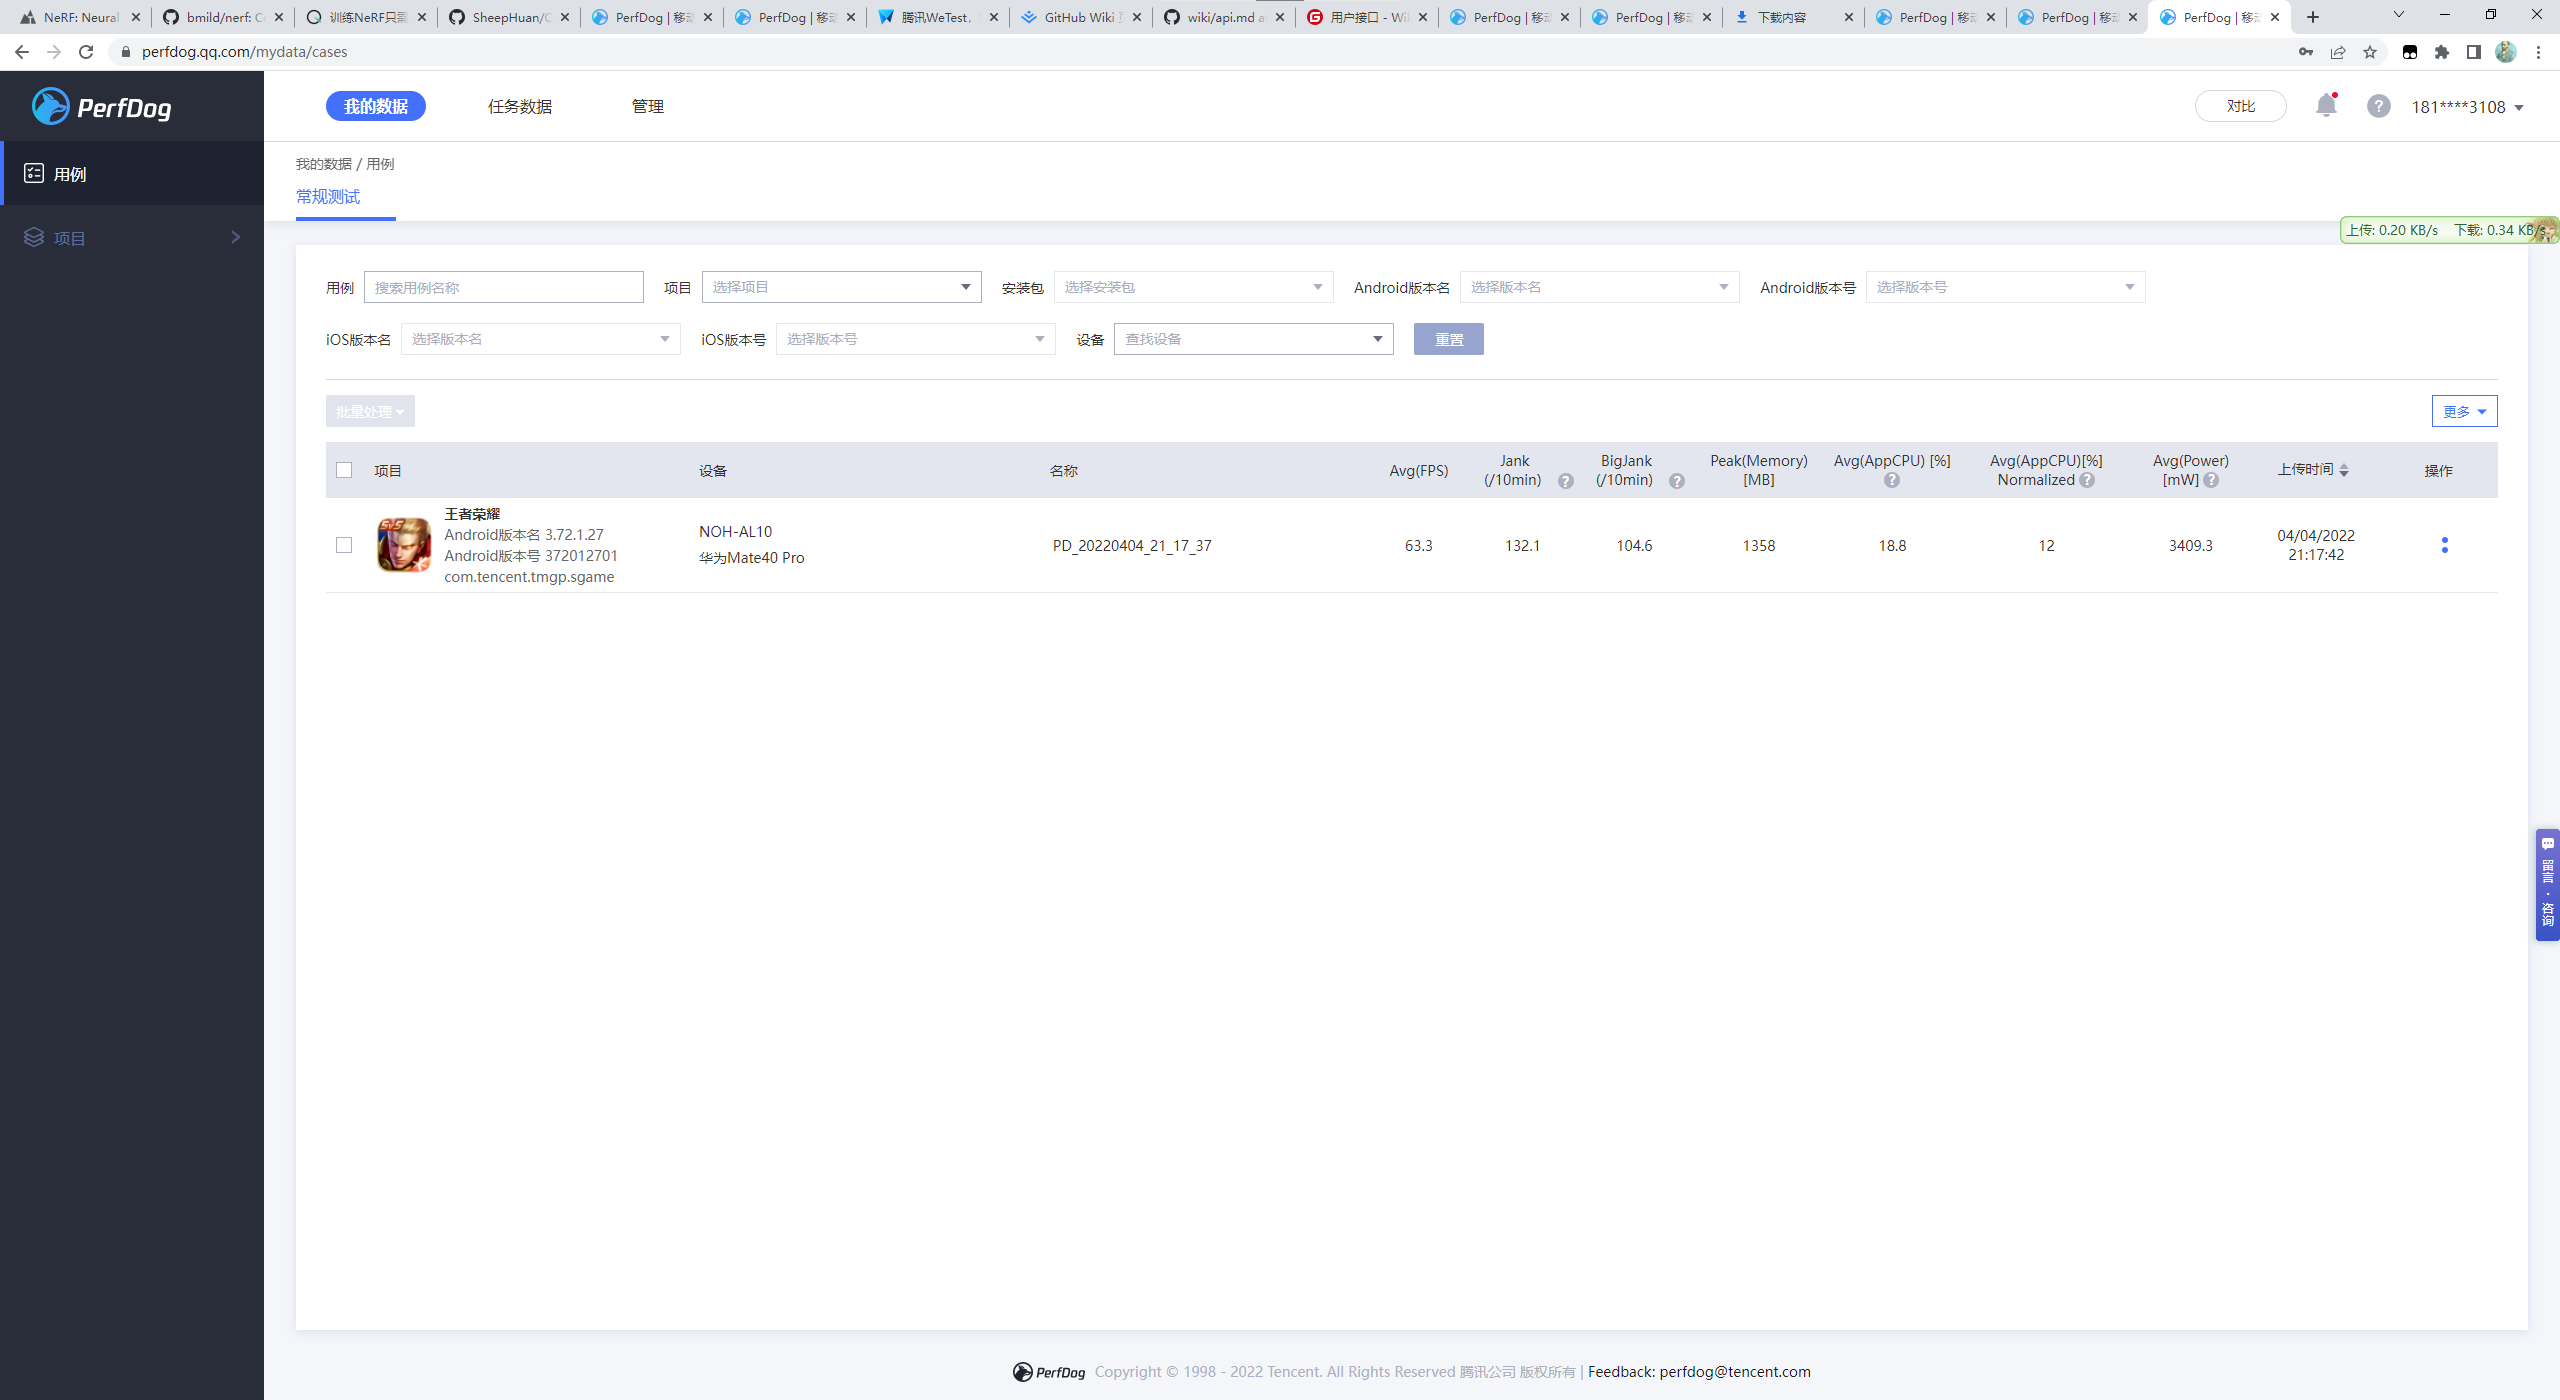 NeRF: Neural
bmild/nerf: Co
训练NeRF只需
SheepHuan/C
PerfDog | 移动
PerfDog | 移动
腾讯WeTest,
GitHub Wiki
wiki/api.md a
用户接口 - Wi
PerfDog | 移动
PerfDog | 移动
下载内容
PerfDog | 移动
PerfDog | 移动
PerfDog | 移动
perfdog.qq.com/mydata/cases
PerfDog
我的数据
任务数据
管理
对比
181****3108
用例
项目
我的数据 / 用例
常规测试
上传: 0.20 KB/s 下载: 0.34 KB/s
用例 搜索用例名称
项目 选择项目
安装包 选择安装包
Android版本名 选择版本名
Android版本号 选择版本号
iOS版本名 选择版本名
iOS版本号 选择版本号
设备 查找设备
重置
批量处理
更多
项目
设备
名称
Avg(FPS)
Jank
(/10min)
BigJank
(/10min)
Peak(Memory)
[MB]
Avg(AppCPU) [%]
Avg(AppCPU)[%]
Normalized
Avg(Power)
[mW]
上传时间
操作
王者荣耀
Android版本名 3.72.1.27
Android版本号 372012701
com.tencent.tmgp.sgame
NOH-AL10
华为Mate40 Pro
PD_20220404_21_17_37
63.3
132.1
104.6
1358
18.8
12
3409.3
04/04/2022
21:17:42
留言·咨询
PerfDog Copyright © 1998 - 2022 Tencent. All Rights Reserved 腾讯公司 版权所有 | Feedback: perfdog@tencent.com